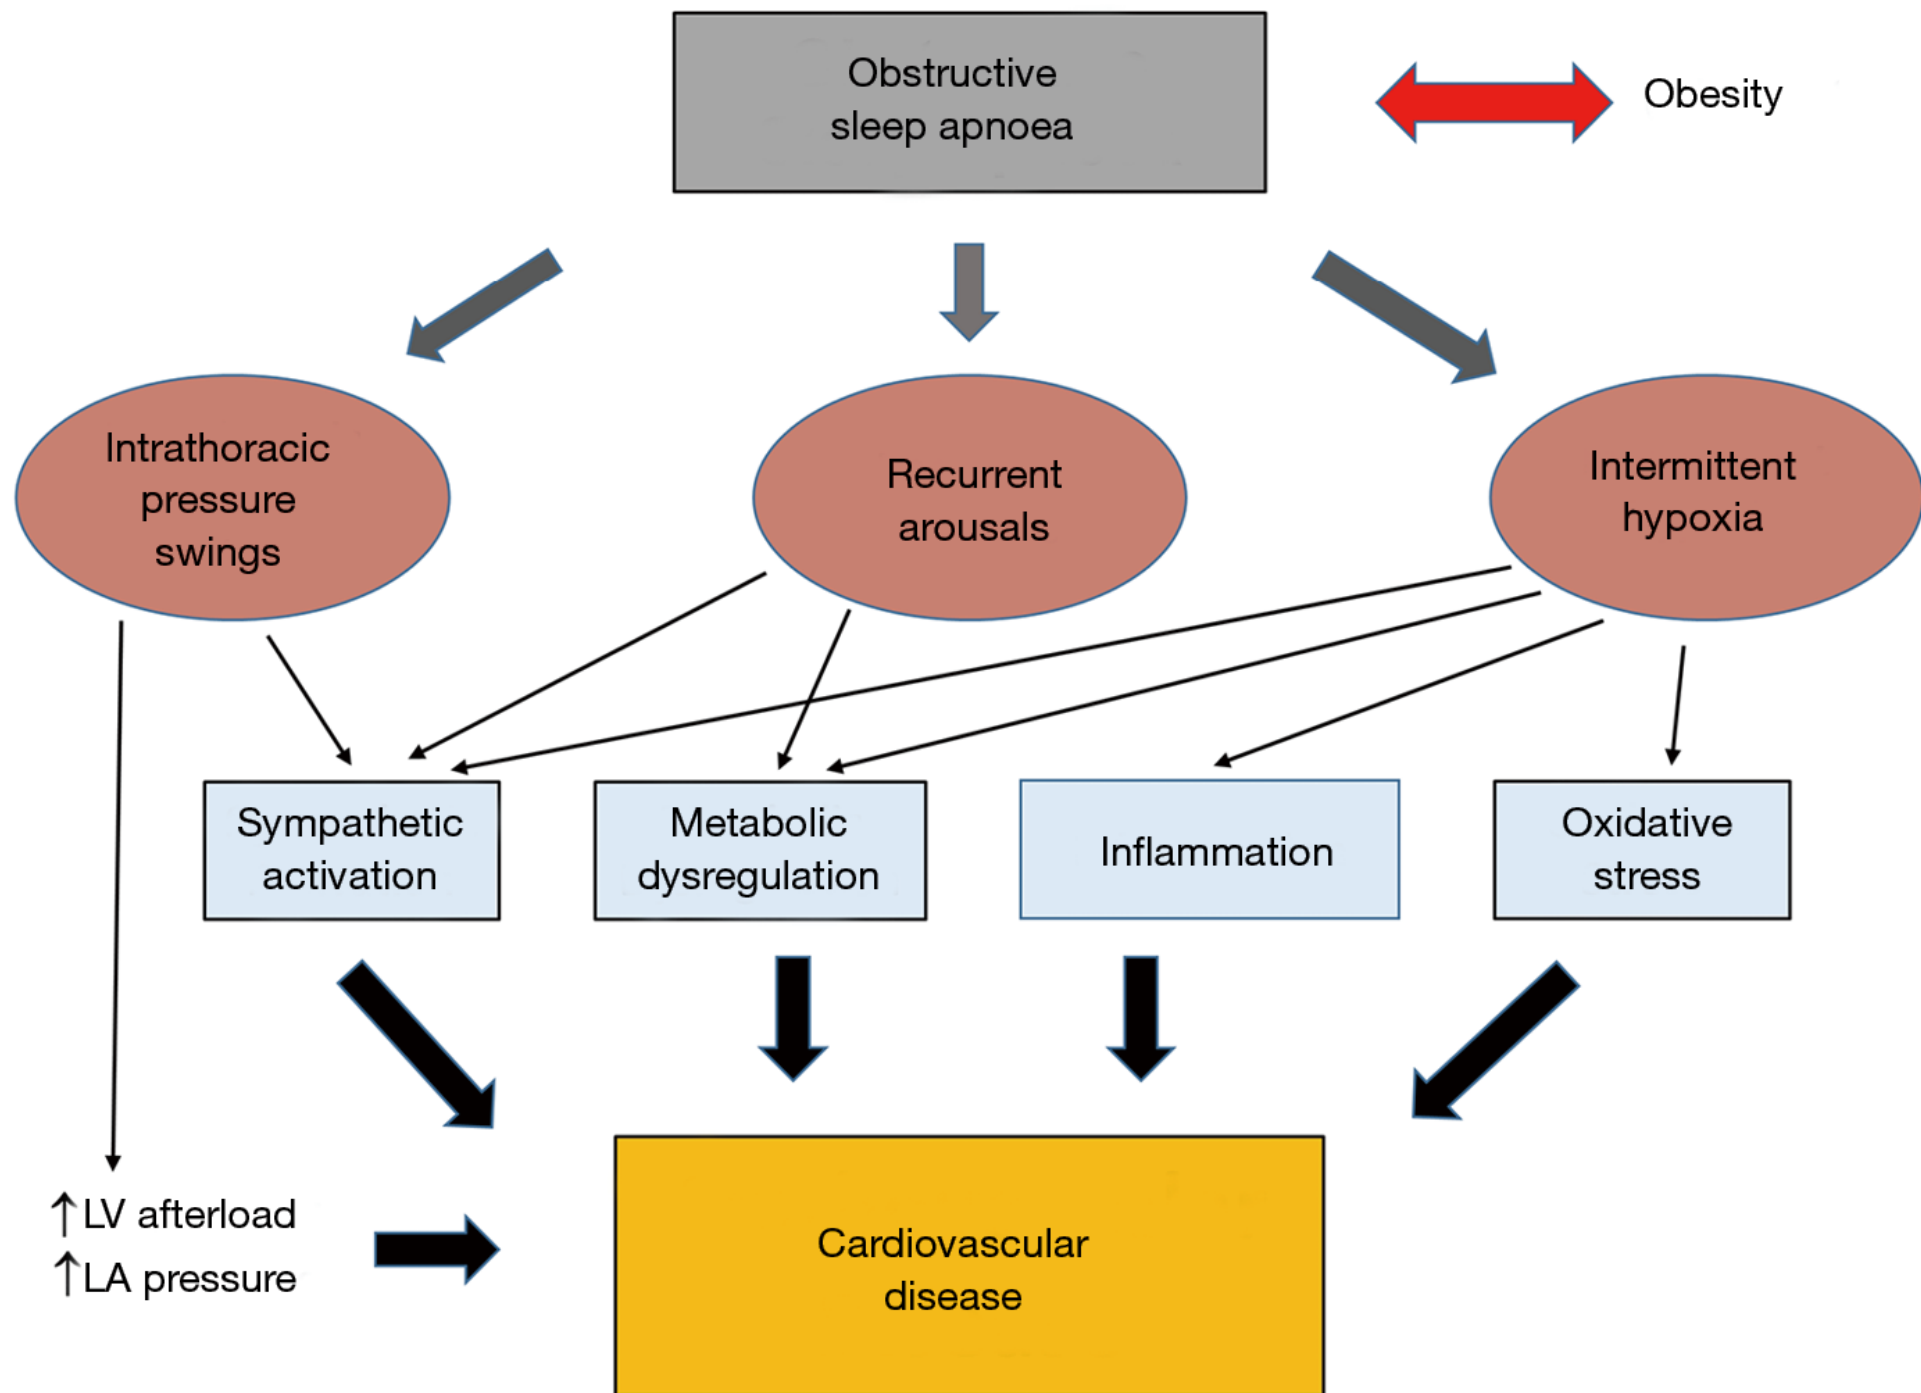 Obstructive
sleep apnoea
Obesity
Intrathoracic
pressure
swings
Recurrent
arousals
Intermittent
hypoxia
Sympathetic
activation
Metabolic
dysregulation
Inflammation
Oxidative
stress
↑LV afterload
↑LA pressure
Cardiovascular
disease